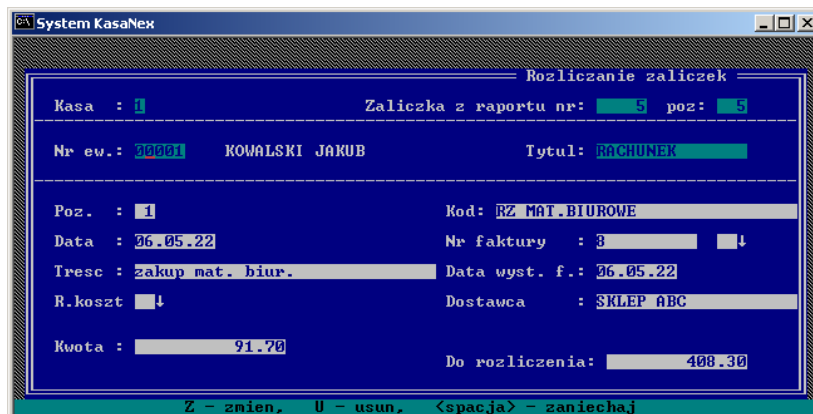 System KasaNex
Rozliczanie zaliczek
Kasa : 1 Zaliczka z raportu nr: 5 poz: 5
Nr ew.: 00001 KOWALSKI JAKUB Tytul: RACHUNEK
Poz. : 1 Kod: RZ MAT.BIUROWE
Data : 06.05.22 Nr faktury : 8 ↓
Tresc : zakup mat. biur. Data wyst. f.: 06.05.22
R.koszt ↓ Dostawca : SKLEP ABC
Kwota : 91.70
Do rozliczenia: 408.30
Z - zmien, U - usun, <spacja> - zaniechaj